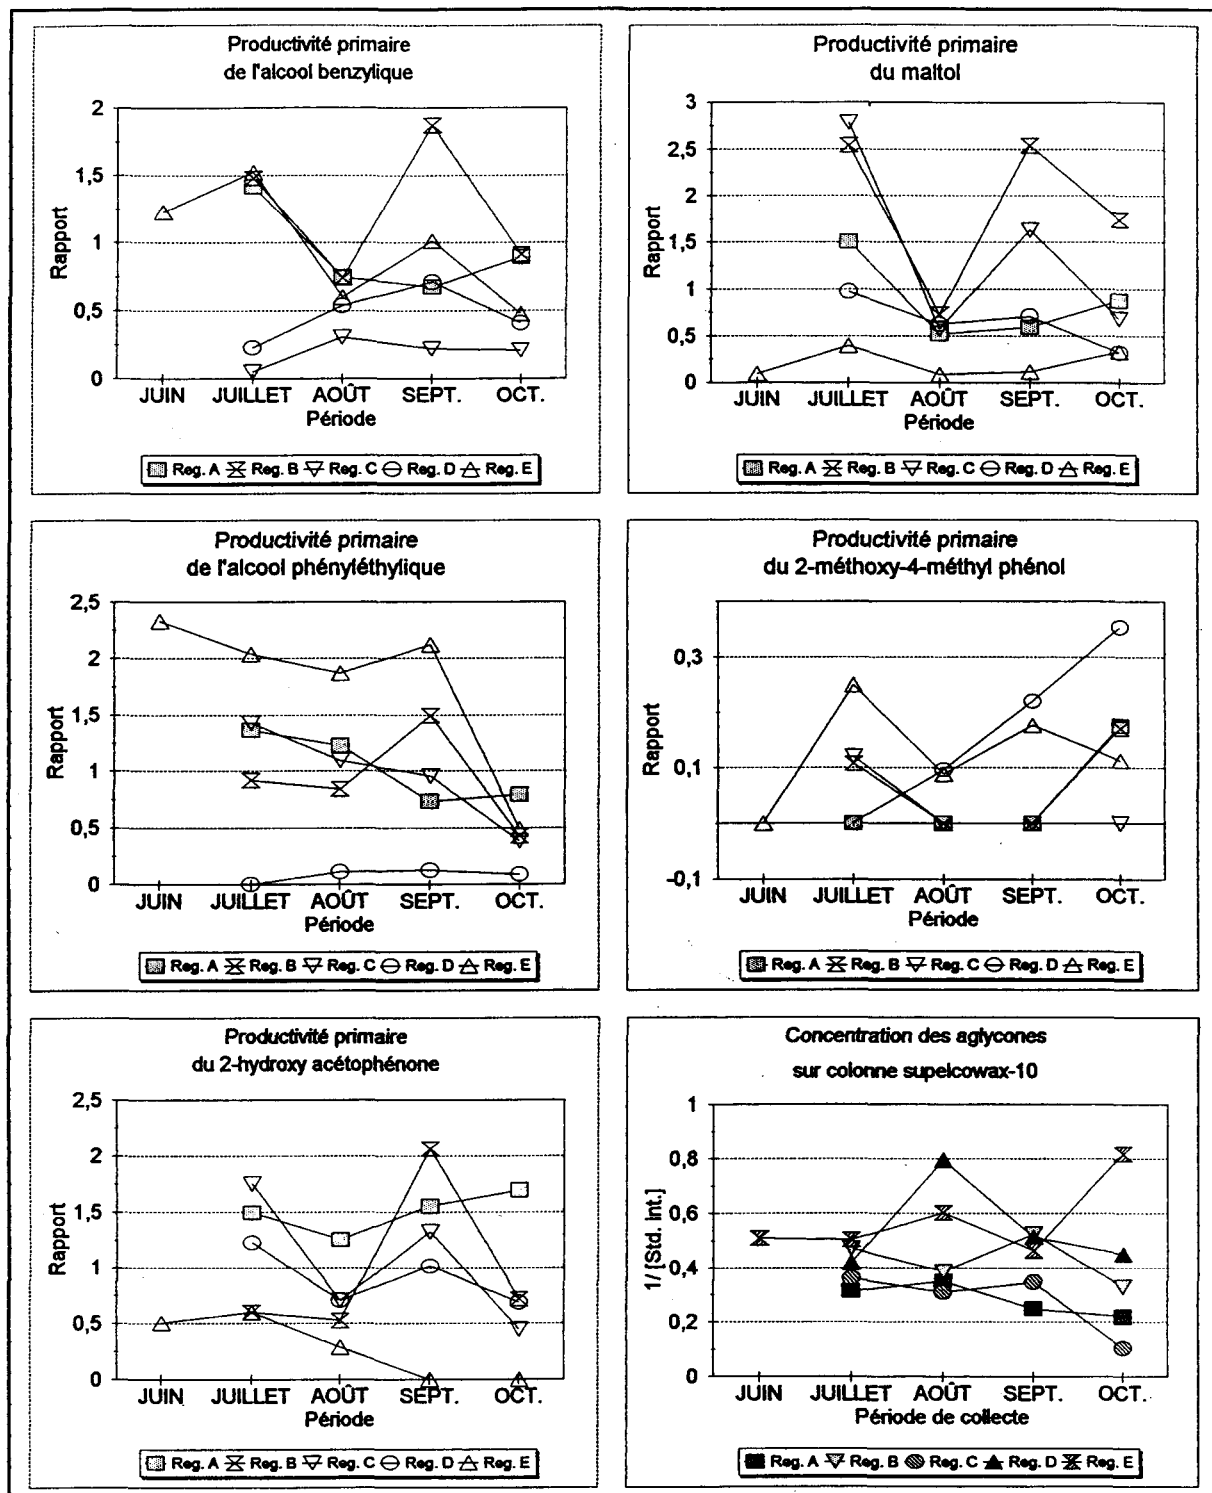 Productivité primaire
de l'alcool benzylique
2
1,5
1
0,5
0
Rapport
JUIN JUILLET AOÛT SEPT. OCT.
Période
Reg. A Reg. B Reg. C Reg. D Reg. E
Productivité primaire
du maltol
3
2,5
2
1,5
1
0,5
0
Rapport
JUIN JUILLET AOÛT SEPT. OCT.
Période
Reg. A Reg. B Reg. C Reg. D Reg. E
Productivité primaire
de l'alcool phényléthylique
2,5
2
1,5
1
0,5
0
Rapport
JUIN JUILLET AOÛT SEPT. OCT.
Période
Reg. A Reg. B Reg. C Reg. D Reg. E
Productivité primaire
du 2-méthoxy-4-méthyl phénol
0,3
0,1
-0,1
Rapport
JUIN JUILLET AOÛT SEPT. OCT.
Période
Reg. A Reg. B Reg. C Reg. D Reg. E
Productivité primaire
du 2-hydroxy acétophénone
2,5
2
1,5
1
0,5
0
Rapport
JUIN JUILLET AOÛT SEPT. OCT.
Période
Reg. A Reg. B Reg. C Reg. D Reg. E
Concentration des aglycones
sur colonne supelcowax-10
1
0,8
0,6
0,4
0,2
0
1/ [Std. Int.]
JUIN JUILLET AOÛT SEPT. OCT.
Période de collecte
Reg. A Reg. B Reg. C Reg. D Reg. E